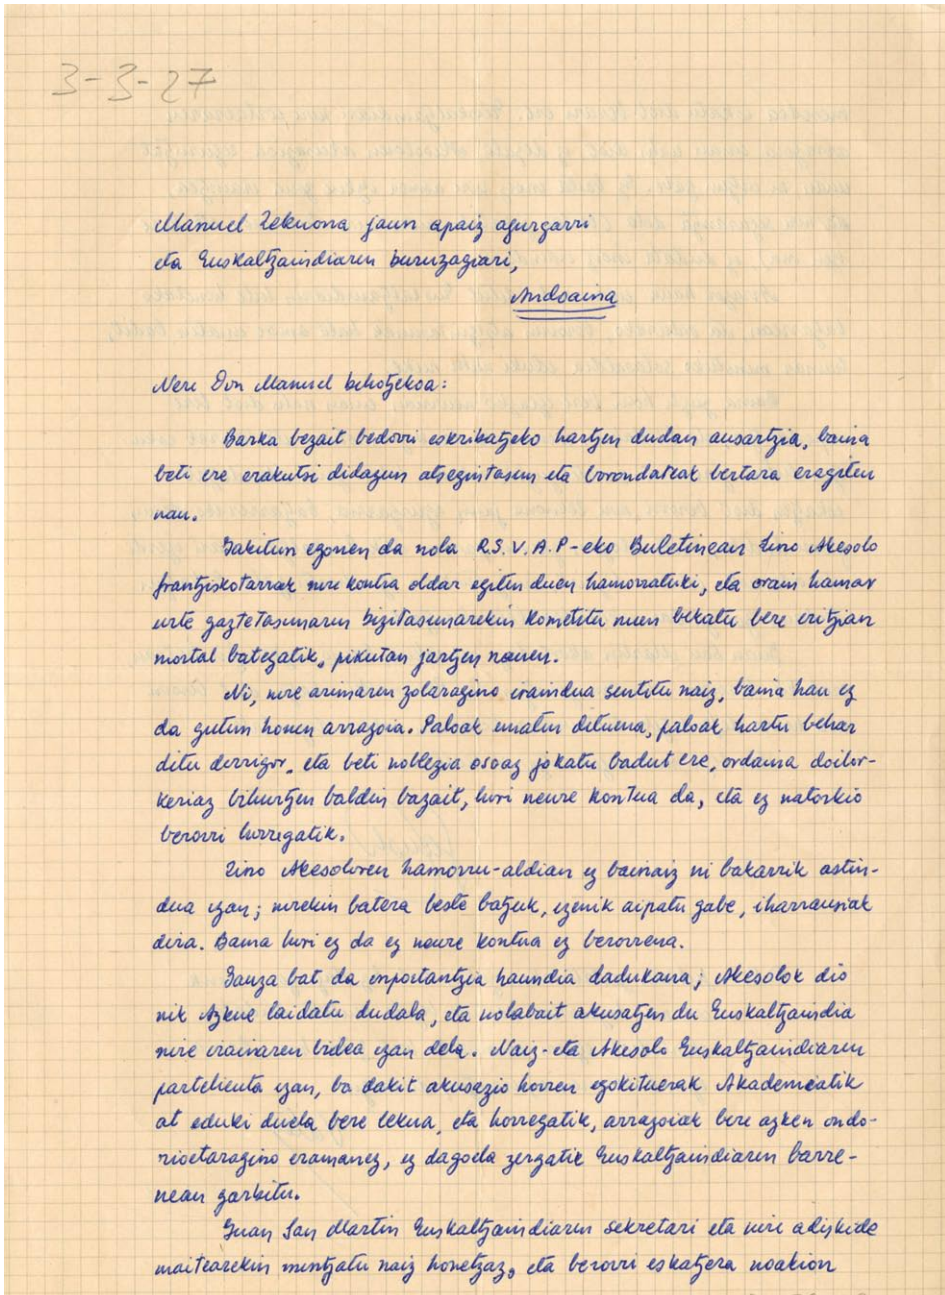 3-3-27
Manuel Lekuona jaun apaiz agurgarri
eta Euskaltzaindiaren buruzagiari,
Andoaina
Nere Don Manuel bihotzekoa:
Barka bezait bedorri eskribatzeko hartzen dudan ausartzia, baina
beti ere erakutsi didazun atsegintasun eta borondateak bertara eragiten
nau.
Jakitun egonen da nola R.S.V.A.P-eko Buletinean Lino Akesolo
frantziskotarrak nire kontra oldar egiten duen hamorratuki, eta orain hamar
urte gaztetasunaren bizitasunarekin kometitu nuen bekatu bere eritzian
mortal bategatik, pikutan jartzen nauen.
Ni, nire arimaren zolaragino iraindua sentitu naiz, baina hau ez
da gutun honen arrazoia. Paloak ematen dituena, paloak hartu behar
ditu derrigor, eta beti noblezia osoaz jokatu badut ere, ordaina doilor-
keriaz bihurtzen baldin bazait, hori neure kontua da, eta ez natorkio
berorri horregatik.
Lino Akesoloren hamorru-aldian ez bainaiz ni bakarrik astin-
dua izan; nirekin batera beste batzuk, izenik aipatu gabe, iharrausiak
dira. Baina hori ez da ez neure kontua ez berorrena.
Gauza bat da inportantzia haundia dadukana; Akesolok dio
nik Azkue laidatu dudala, eta nolabait akusatzen du Euskaltzaindia
nire irainaren bidea izan dela. Naiz-eta Akesolo Euskaltzaindiaren
partehienta izan, ba dakit akusazio horren egokituerak Akademiatik
at eduki duela bere lekua, eta horregatik, arrazoiak bere azken ondo-
rioetaragino eramanez, ez dagoela zergatik Euskaltzaindiaren barre-
nean garbitu.
Juan San Martin Euskaltzaindiaren sekretari eta nire adiskide
maitearekin mintzatu naiz honetzaz, eta berorri eskatzera noakion